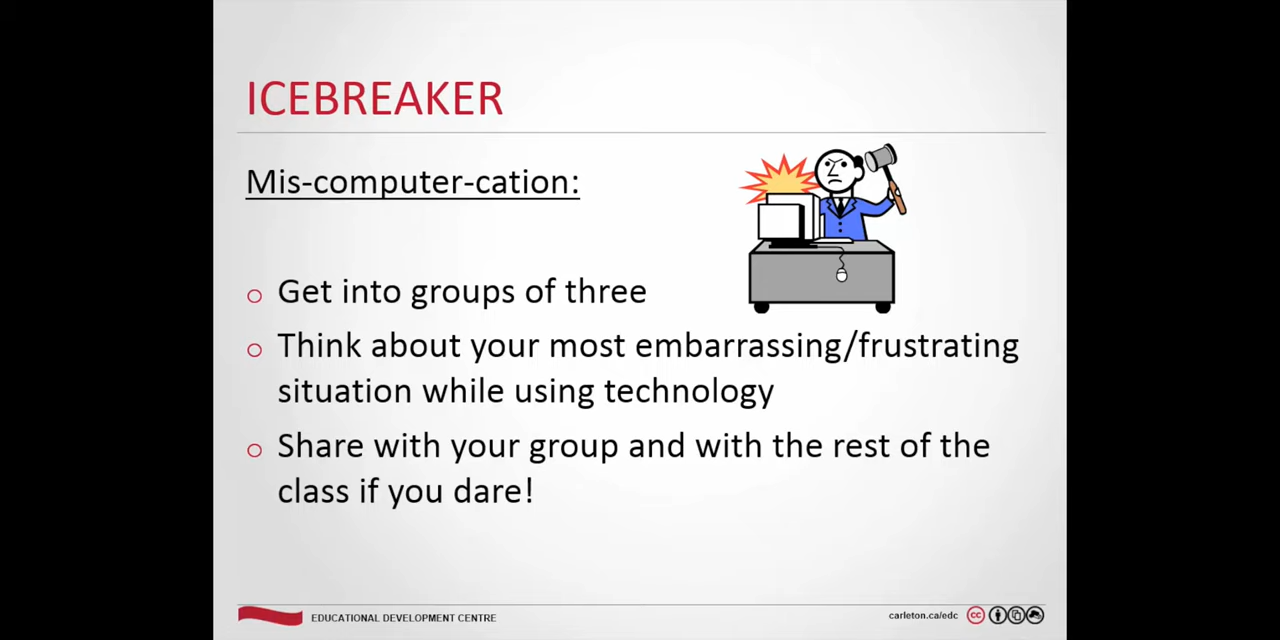 ICEBREAKER
Mis-computer-cation:
Get into groups of three
Think about your most embarrassing/frustrating
situation while using technology
Share with your group and with the rest of the
class if you dare!
EDUCATIONAL DEVELOPMENT CENTRE
carleton.ca/edc
cc